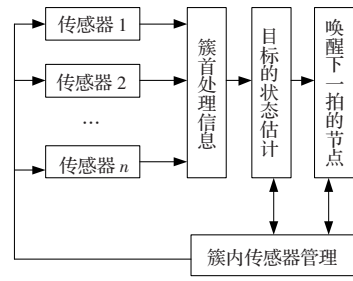 传感器 1
传感器 2
…
传感器 n
簇首处理信息
目标的状态估计
唤醒下一拍的节点
簇内传感器管理